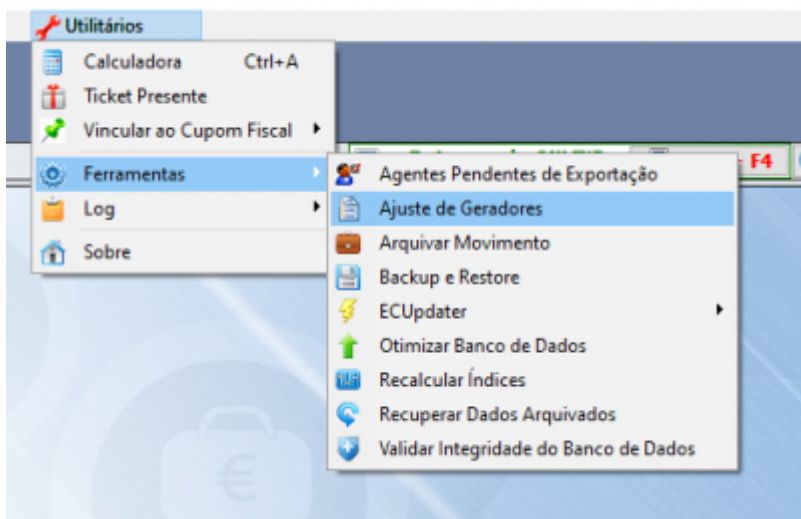 Utilitários
Calculadora Ctrl+A
Ticket Presente
Vincular ao Cupom Fiscal
Ferramentas
Log
Sobre
F4
Agentes Pendentes de Exportação
Ajuste de Geradores
Arquivar Movimento
Backup e Restore
ECUpdater
Otimizar Banco de Dados
Recalcular Índices
Recuperar Dados Arquivados
Validar Integridade do Banco de Dados
€